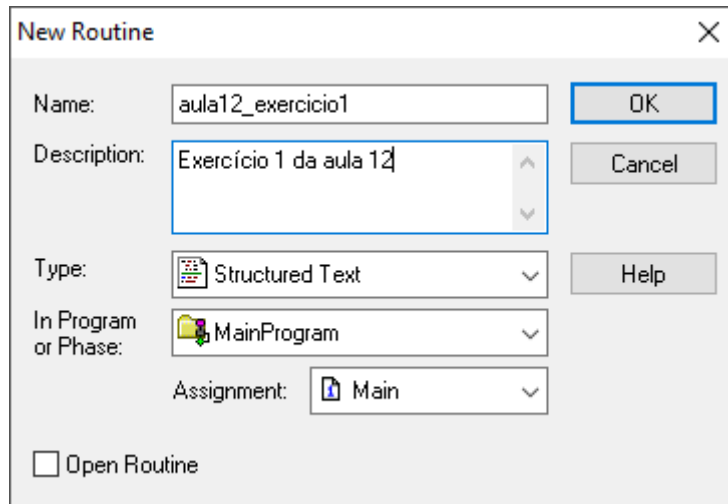 New Routine
Name: aula12_exercicio1 OK
Description: Exercício 1 da aula 12 Cancel
Type: Structured Text Help
In Program
or Phase: MainProgram
Assignment: Main
Open Routine